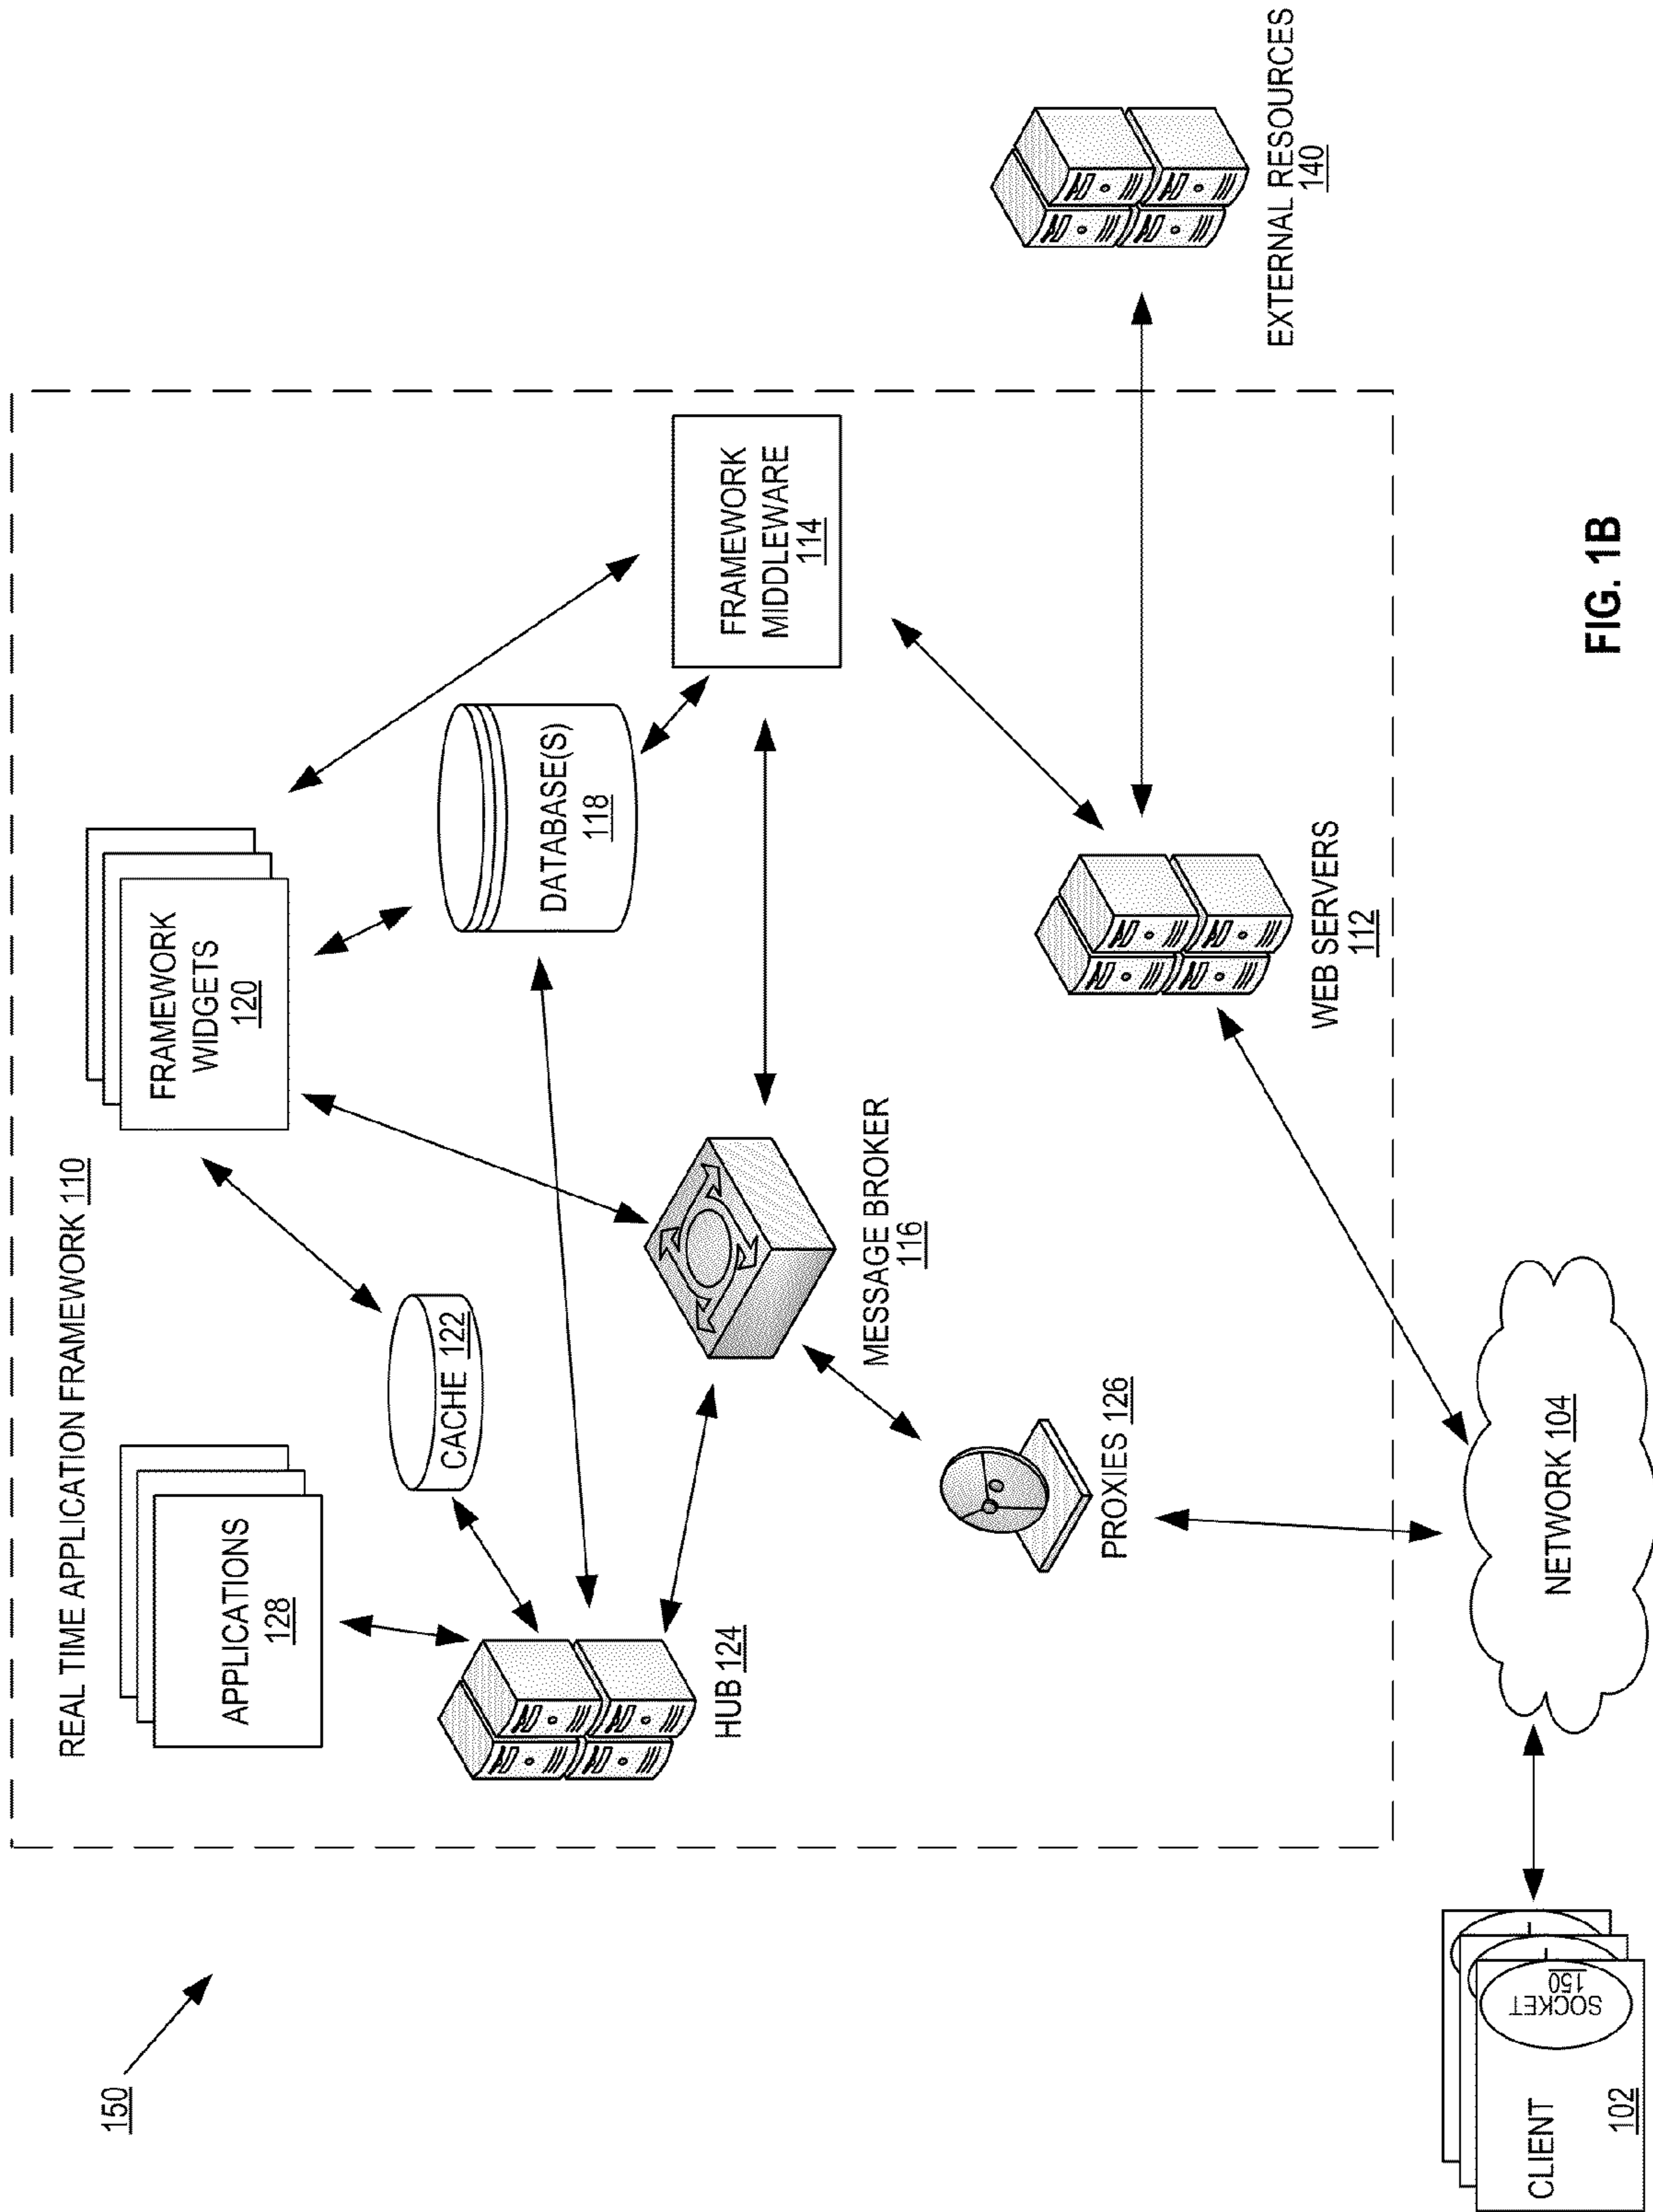 150
REAL TIME APPLICATION FRAMEWORK 110
APPLICATIONS
128
FRAMEWORK
WIDGETS
120
CACHE 122
DATABASE(S)
118
HUB 124
MESSAGE BROKER
116
FRAMEWORK
MIDDLEWARE
114
PROXIES 126
WEB SERVERS
112
EXTERNAL RESOURCES
140
CLIENT
102
SOCKET
150
NETWORK 104
FIG. 1B